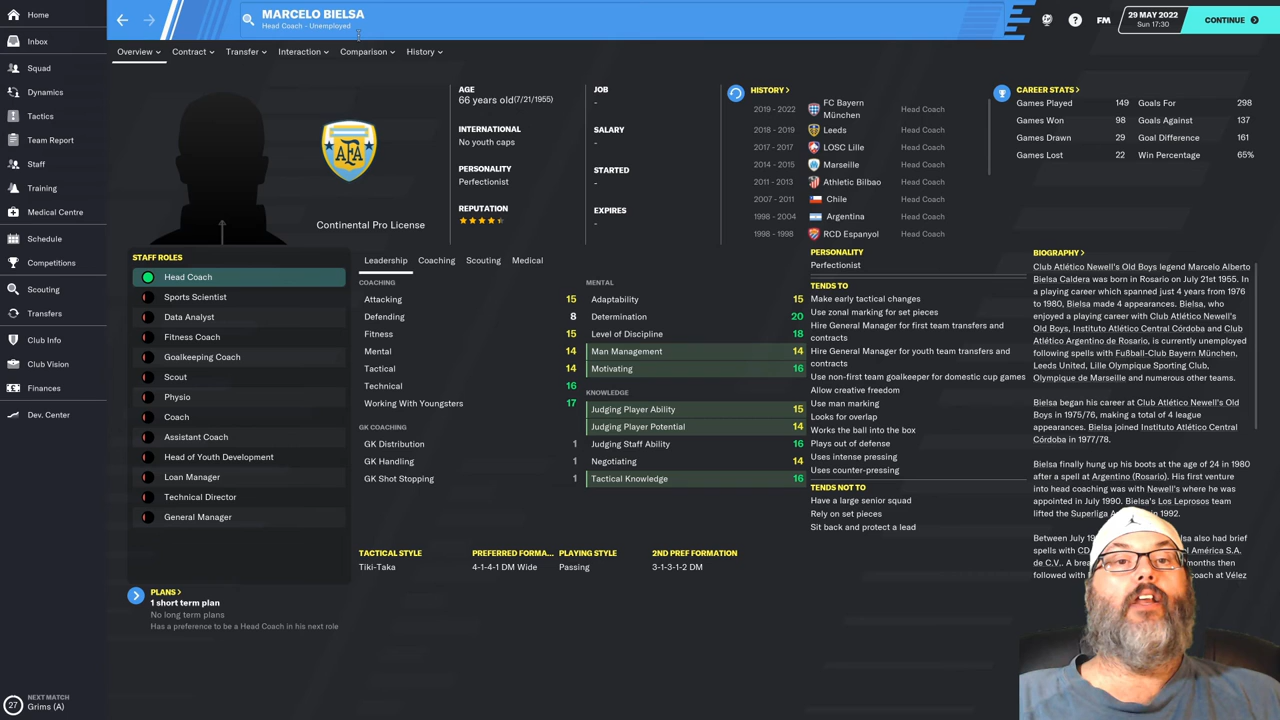 Home
Inbox
Squad
Dynamics
Tactics
Team Report
Staff
Training
Medical Centre
Schedule
Competitions
Scouting
Transfers
Club Info
Club Vision
Finances
Dev. Center
NEXT MATCH
27 Grims (A)
MARCELO BIELSA
Head Coach - Unemployed
FM
29 MAY 2022
Sun 17:30
CONTINUE
Overview Contract Transfer Interaction Comparison History
AFA
Continental Pro License
AGE
66 years old(7/21/1955)
INTERNATIONAL
No youth caps
PERSONALITY
Perfectionist
REPUTATION
JOB
-
SALARY
-
STARTED
-
EXPIRES
-
HISTORY >
2019 - 2022 FC Bayern München Head Coach
2018 - 2019 Leeds Head Coach
2017 - 2017 LOSC Lille Head Coach
2014 - 2015 Marseille Head Coach
2011 - 2013 Athletic Bilbao Head Coach
2007 - 2011 Chile Head Coach
1998 - 2004 Argentina Head Coach
1998 - 1998 RCD Espanyol Head Coach
CAREER STATS >
Games Played 149 Goals For 298
Games Won 98 Goals Against 137
Games Drawn 29 Goal Difference 161
Games Lost 22 Win Percentage 65%
STAFF ROLES
Head Coach
Sports Scientist
Data Analyst
Fitness Coach
Goalkeeping Coach
Scout
Physio
Coach
Assistant Coach
Head of Youth Development
Loan Manager
Technical Director
General Manager
PLANS >
1 short term plan
No long term plans
Has a preference to be a Head Coach in his next role
Leadership Coaching Scouting Medical
COACHING
Attacking 15
Defending 8
Fitness 15
Mental 14
Tactical 14
Technical 16
Working With Youngsters 17
GK COACHING
GK Distribution 1
GK Handling 1
GK Shot Stopping 1
MENTAL
Adaptability 15
Determination 20
Level of Discipline 18
Man Management 14
Motivating 16
KNOWLEDGE
Judging Player Ability 15
Judging Player Potential 14
Judging Staff Ability 16
Negotiating 14
Tactical Knowledge 16
TACTICAL STYLE
Tiki-Taka
PREFERRED FORMA...
4-1-4-1 DM Wide
PLAYING STYLE
Passing
2ND PREF FORMATION
3-1-3-1-2 DM
PERSONALITY
Perfectionist
TENDS TO
Make early tactical changes
Use zonal marking for set pieces
Hire General Manager for first team transfers and
contracts
Hire General Manager for youth team transfers and
contracts
Use non-first team goalkeeper for domestic cup games
Allow creative freedom
Use man marking
Looks for overlap
Works the ball into the box
Plays out of defense
Uses intense pressing
Uses counter-pressing
TENDS NOT TO
Have a large senior squad
Rely on set pieces
Sit back and protect a lead
BIOGRAPHY >
Club Atlético Newell's Old Boys legend Marcelo Alberto
Bielsa Caldera was born in Rosario on July 21st 1955. In
a playing career which spanned just 4 years from 1976
to 1980, Bielsa made 4 appearances. Bielsa, who
enjoyed a playing career with Club Atlético Newell's
Old Boys, Instituto Atlético Central Córdoba and Club
Atlético Argentino de Rosario, is currently unemployed
following spells with Fußball-Club Bayern München,
Leeds United, Lille Olympique Sporting Club,
Olympique de Marseille and numerous other teams.
Bielsa began his career at Club Atlético Newell's Old
Boys in 1975/76, making a total of 4 league
appearances. Bielsa joined Instituto Atlético Central
Córdoba in 1977/78.
Bielsa finally hung up his boots at the age of 24 in 1980
after a spell at Argentino (Rosario). His first venture
into head coaching was with Newell's where he was
appointed in July 1990. Bielsa's Los Leprosos team
lifted the Superliga in 1992.
Between July also had brief
spells with CD América S.A.
de C.V.. A months then
followed with coach at Vélez